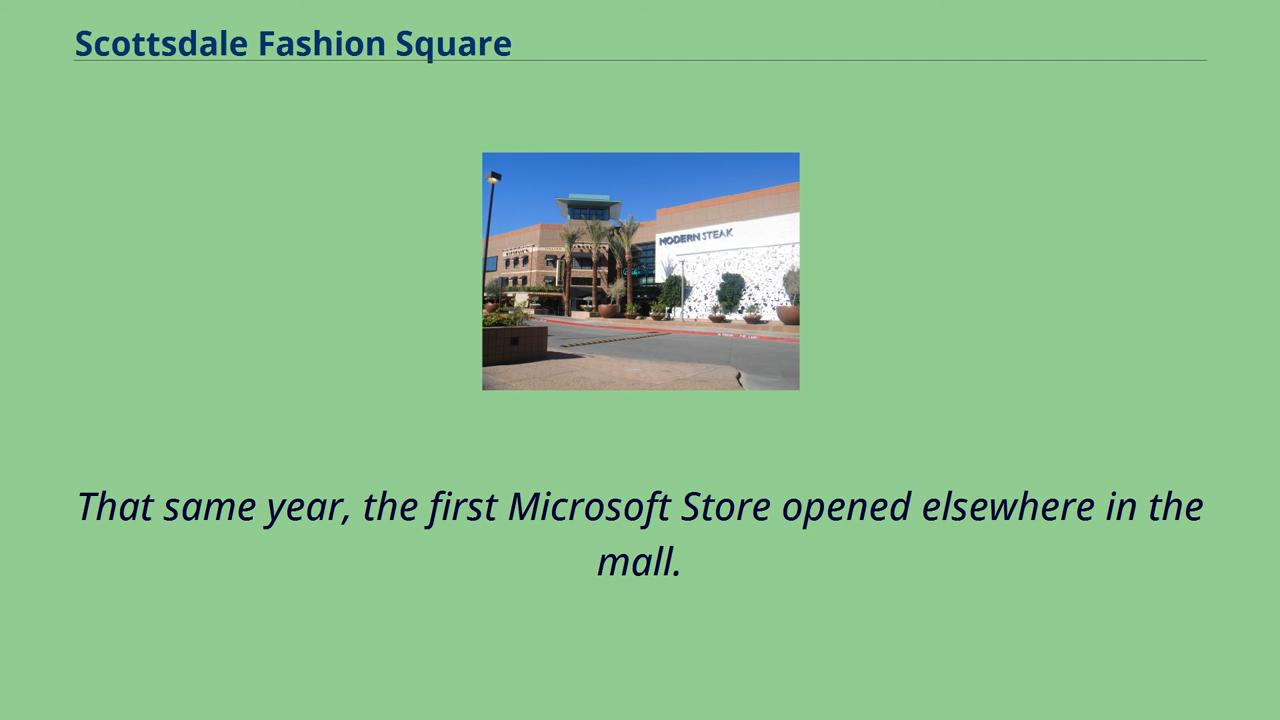 Scottsdale Fashion Square
MODERN STEAK
That same year, the first Microsoft Store opened elsewhere in the
mall.